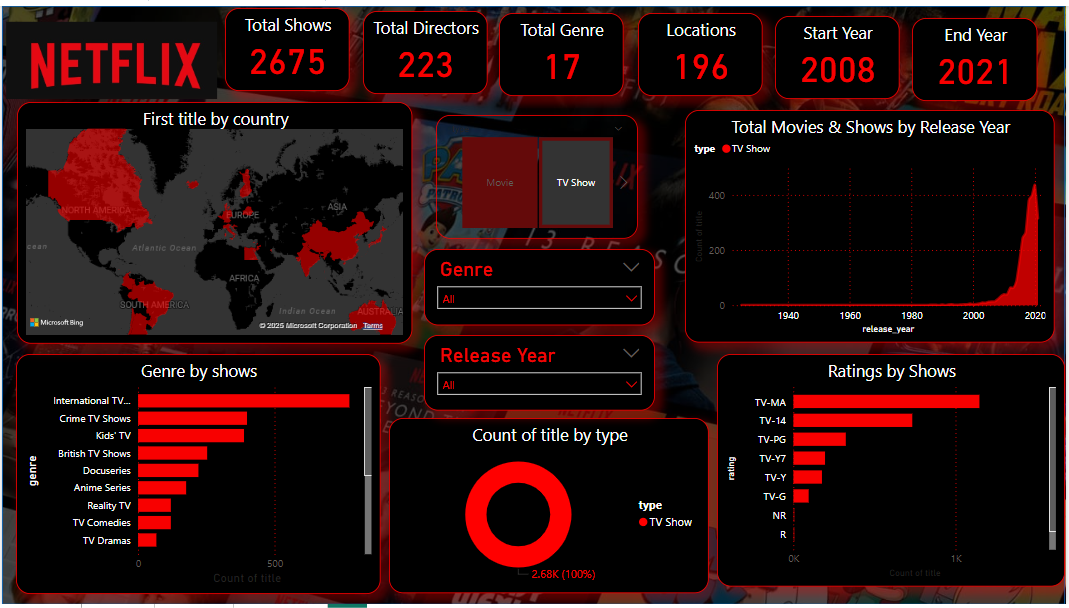 NETFLIX
Total Shows
2675
Total Directors
223
Total Genre
17
Locations
196
Start Year
2008
End Year
2021
First title by country
NORTH AMERICA
EUROPE
ASIA
Atlantic Ocean
cean
AFRICA
SOUTH AMERICA
Indian Ocean
AUSTRALIA
Microsoft Bing
© 2025 Microsoft Corporation Terms
Movie
TV Show
13 REASO
Genre
All
Release Year
All
Total Movies & Shows by Release Year
type TV Show
Count of title
400
200
0
1940 1960 1980 2000 2020
release_year
Genre by shows
genre
International TV...
Crime TV Shows
Kids' TV
British TV Shows
Docuseries
Anime Series
Reality TV
TV Comedies
TV Dramas
0 500
Count of title
Count of title by type
type
TV Show
2.68K (100%)
Ratings by Shows
rating
TV-MA
TV-14
TV-PG
TV-Y7
TV-Y
TV-G
NR
R
0K 1K
Count of title